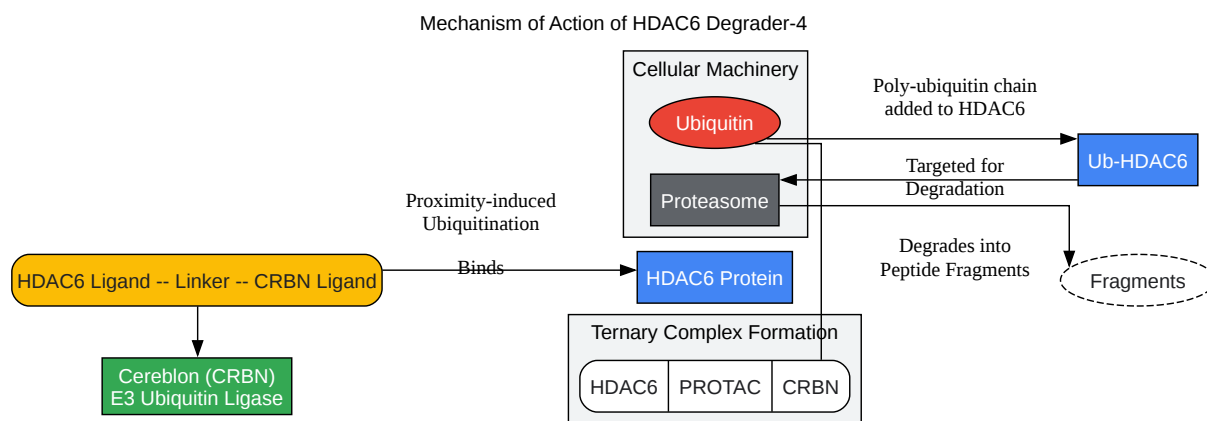 Mechanism of Action of HDAC6 Degrader-4
Cellular Machinery
Ubiquitin
Poly-ubiquitin chain
added to HDAC6
Ub-HDAC6
Targeted for
Degradation
Proteasome
Proximity-induced
Ubiquitination
Degrades into
Peptide Fragments
HDAC6 Ligand -- Linker -- CRBN Ligand
Binds
HDAC6 Protein
Fragments
Ternary Complex Formation
HDAC6
PROTAC
CRBN
Cereblon (CRBN)
E3 Ubiquitin Ligase